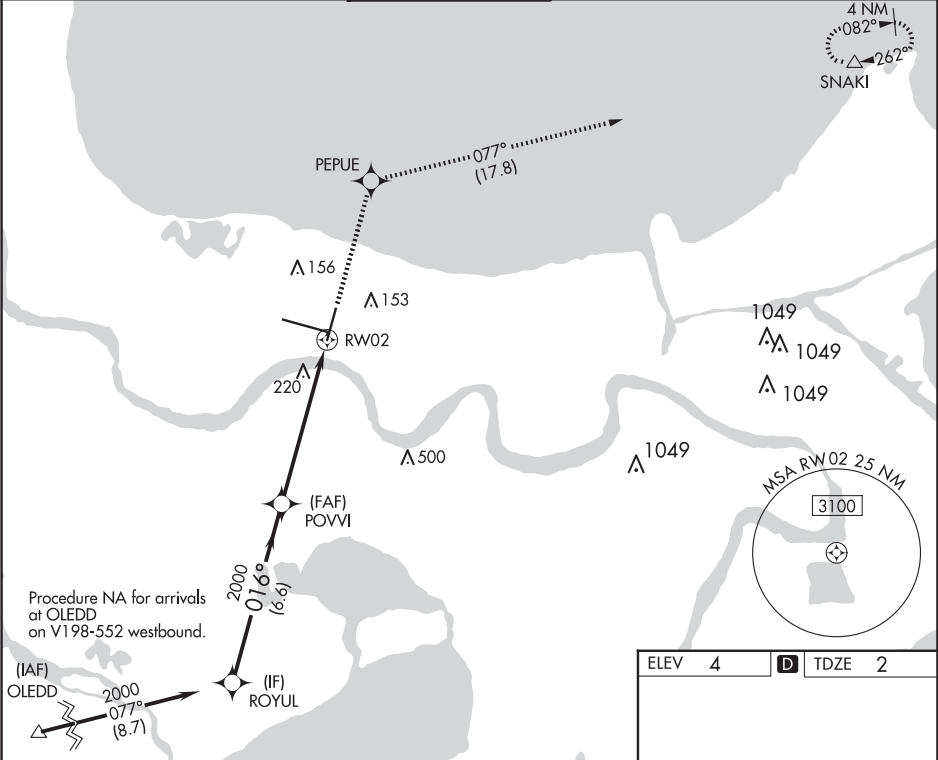 4 NM
082°
262°
SNAKI
PEPUE
077°
(17.8)
156
153
RW02
220
1049
1049
1049
500
1049
MSA RW02 25 NM
3100
(FAF)
POVVI
2000
016°
(6.6)
Procedure NA for arrivals
at OLEDD
on V198-552 westbound.
(IAF)
OLEDD
2000
077°
(8.7)
(IF)
ROYUL
ELEV 4 D TDZE 2